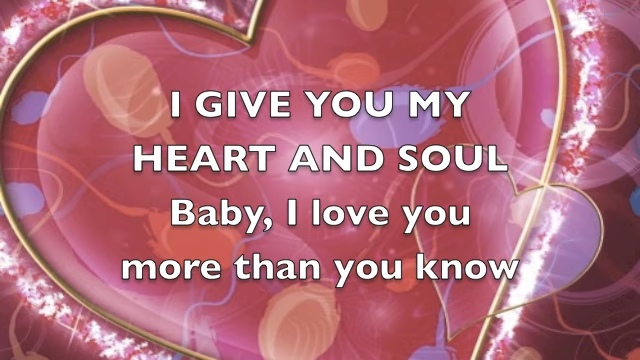 I GIVE YOU MY
HEART AND SOUL
Baby, I love you
more than you know